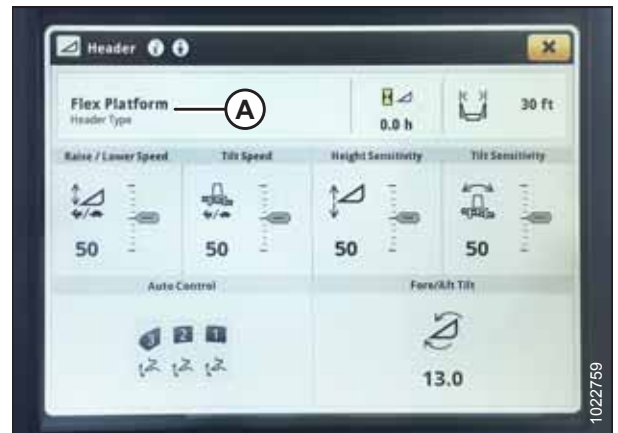 Header
Flex Platform
Header Type
A
0.0 h
30 ft
Raise / Lower Speed
Tilt Speed
Height Sensitivity
Tilt Sensitivity
50
50
50
50
Auto Control
Fore/Aft Tilt
3 2 1
13.0
1022759